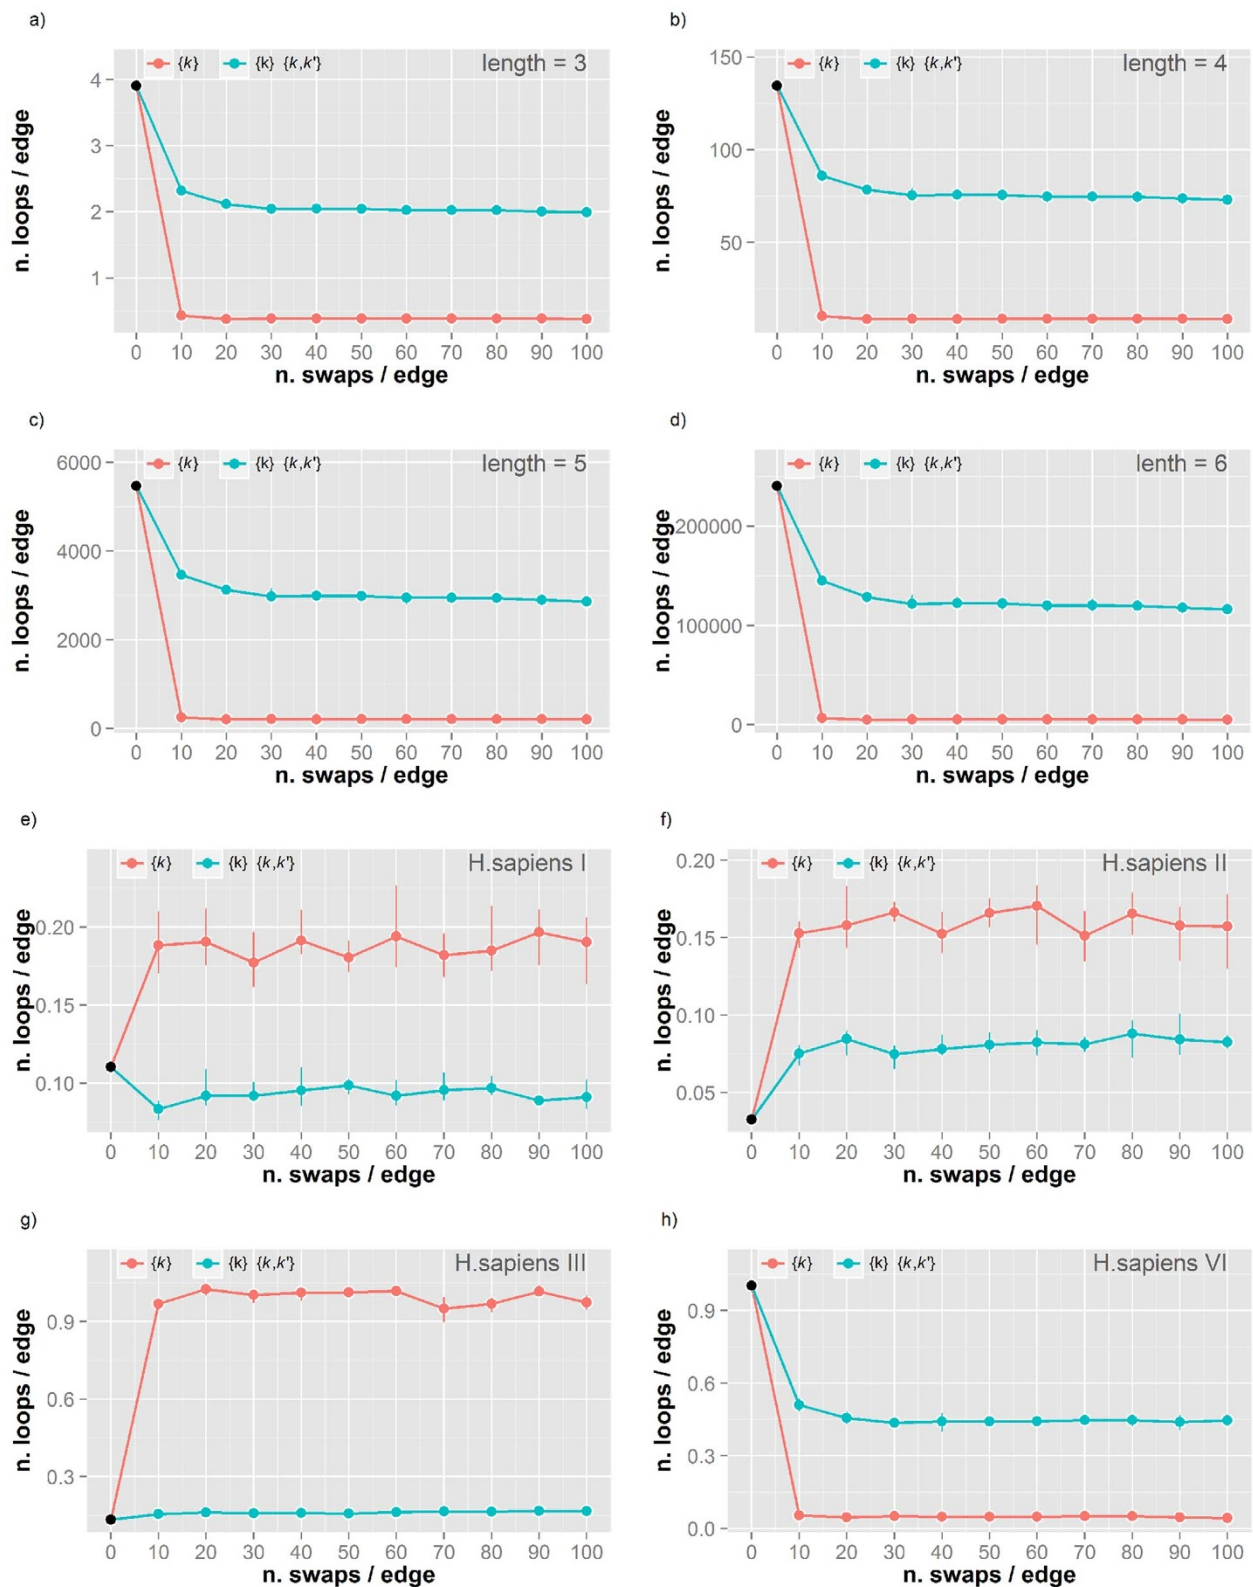 a)
{k} {k} {k,k'} length = 3
4
3
2
1
n. loops / edge
0 10 20 30 40 50 60 70 80 90 100
n. swaps / edge
b)
{k} {k} {k,k'} length = 4
150
100
50
n. loops / edge
0 10 20 30 40 50 60 70 80 90 100
n. swaps / edge
c)
{k} {k} {k,k'} length = 5
6000
4000
2000
0
n. loops / edge
0 10 20 30 40 50 60 70 80 90 100
n. swaps / edge
d)
{k} {k} {k,k'} lenth = 6
200000
100000
0
n. loops / edge
0 10 20 30 40 50 60 70 80 90 100
n. swaps / edge
e)
{k} {k} {k,k'} H.sapiens I
0.20
0.15
0.10
n. loops / edge
0 10 20 30 40 50 60 70 80 90 100
n. swaps / edge
f)
{k} {k} {k,k'} H.sapiens II
0.20
0.15
0.10
0.05
n. loops / edge
0 10 20 30 40 50 60 70 80 90 100
n. swaps / edge
g)
{k} {k} {k,k'} H.sapiens III
0.9
0.6
0.3
n. loops / edge
0 10 20 30 40 50 60 70 80 90 100
n. swaps / edge
h)
{k} {k} {k,k'} H.sapiens VI
0.9
0.6
0.3
0.0
n. loops / edge
0 10 20 30 40 50 60 70 80 90 100
n. swaps / edge